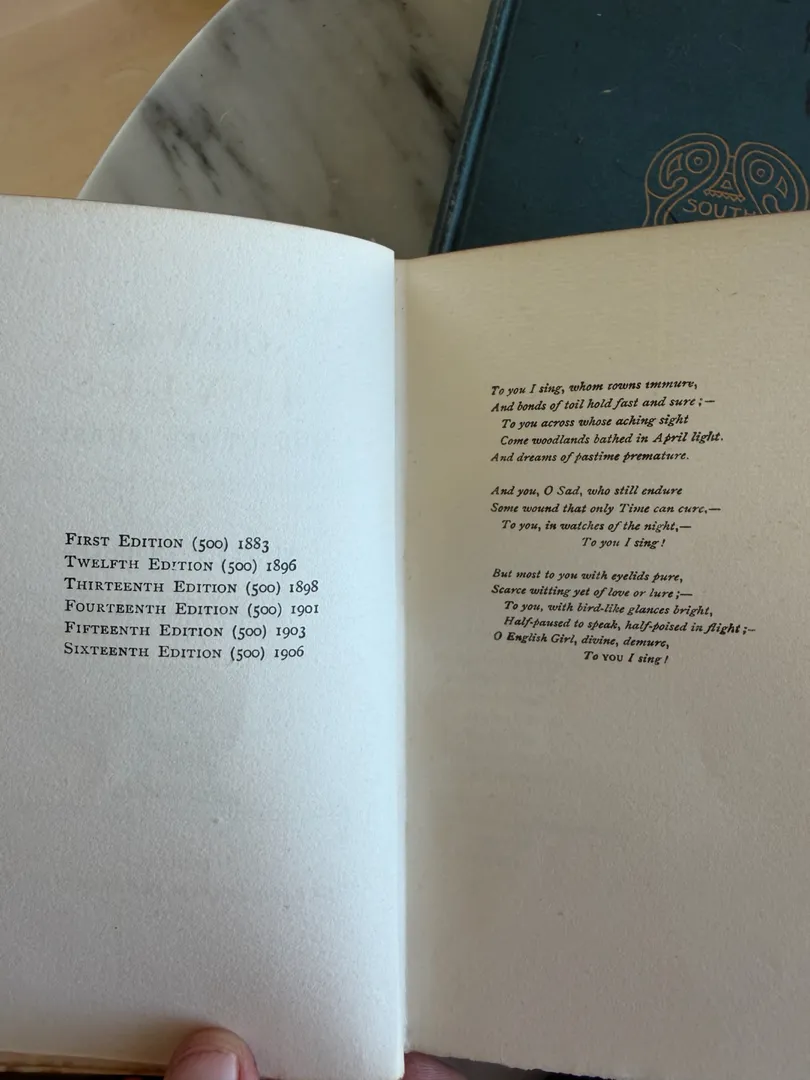 SOUTH
FIRST EDITION (500) 1883
TWELFTH EDITION (500) 1896
THIRTEENTH EDITION (500) 1898
FOURTEENTH EDITION (500) 1901
FIFTEENTH EDITION (500) 1903
SIXTEENTH EDITION (500) 1906
To you I sing, whom towns immure,
And bonds of toil hold fast and sure;—
To you across whose aching sight
Come woodlands bathed in April light.
And dreams of pastime premature.
And you, O Sad, who still endure
Some wound that only Time can cure,—
To you, in watches of the night,—
To you I sing!
But most to you with eyelids pure,
Scarce witting yet of love or lure;—
To you, with bird-like glances bright,
Half-paused to speak, half-poised in flight;—
O English Girl, divine, demure,
To YOU I sing!